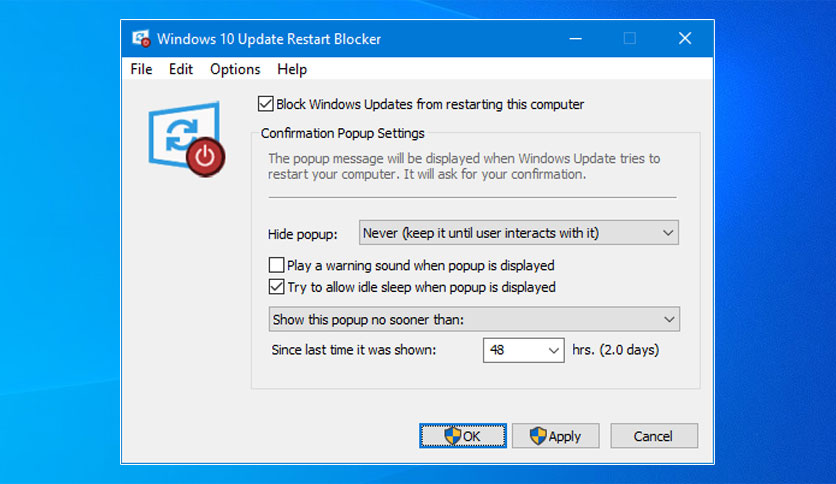 Windows 10 Update Restart Blocker
File Edit Options Help
Block Windows Updates from restarting this computer
Confirmation Popup Settings
The popup message will be displayed when Windows Update tries to
restart your computer. It will ask for your confirmation.
Hide popup: Never (keep it until user interacts with it)
Play a warning sound when popup is displayed
Try to allow idle sleep when popup is displayed
Show this popup no sooner than:
Since last time it was shown: 48 hrs. (2.0 days)
OK Apply Cancel